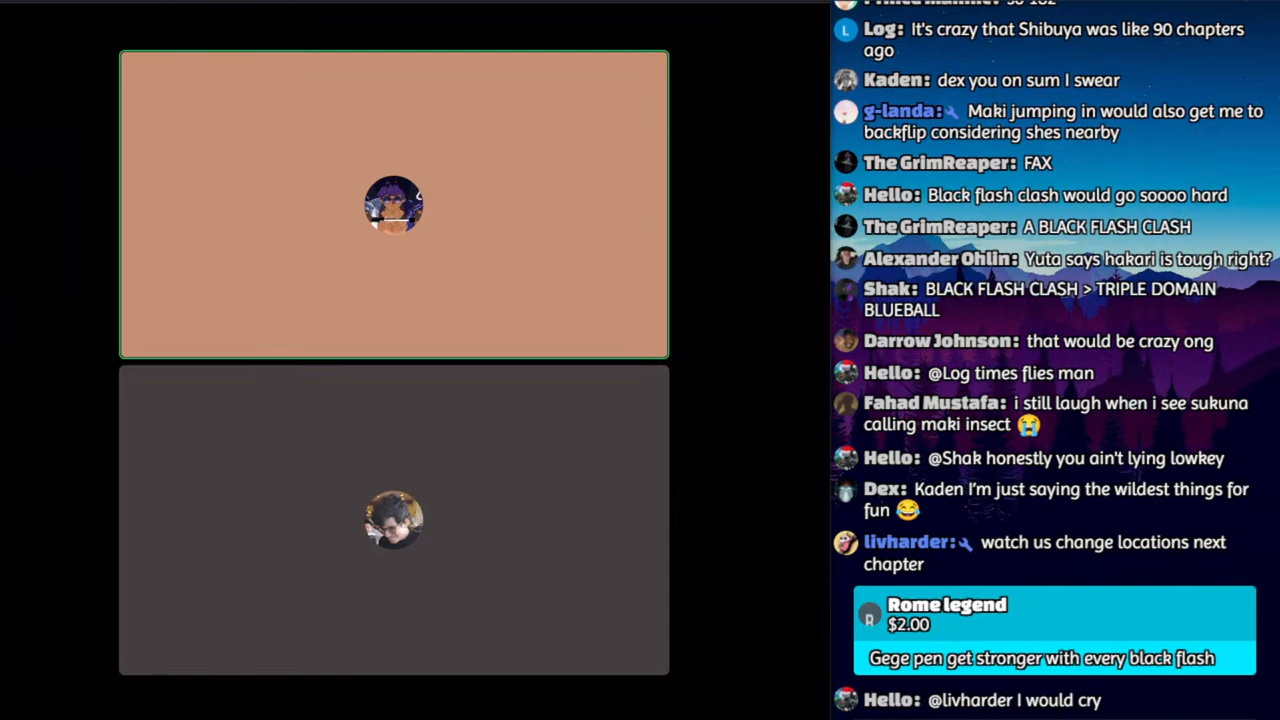 Log: It's crazy that Shibuya was like 90 chapters
ago
Kaden: dex you on sum I swear
g-landa: Maki jumping in would also get me to
backflip considering shes nearby
The GrimReaper: FAX
Hello: Black flash clash would go soooo hard
The GrimReaper: A BLACK FLASH CLASH
Alexander Ohlin: Yuta says hakari is tough right?
Shak: BLACK FLASH CLASH > TRIPLE DOMAIN
BLUEBALL
Darrow Johnson: that would be crazy ong
Hello: @Log times flies man
Fahad Mustafa: i still laugh when i see sukuna
calling maki insect 😭
Hello: @Shak honestly you ain't lying lowkey
Dex: Kaden I'm just saying the wildest things for
fun 😂
livharder: watch us change locations next
chapter
Rome legend
$2.00
Gege pen get stronger with every black flash
Hello: @livharder I would cry